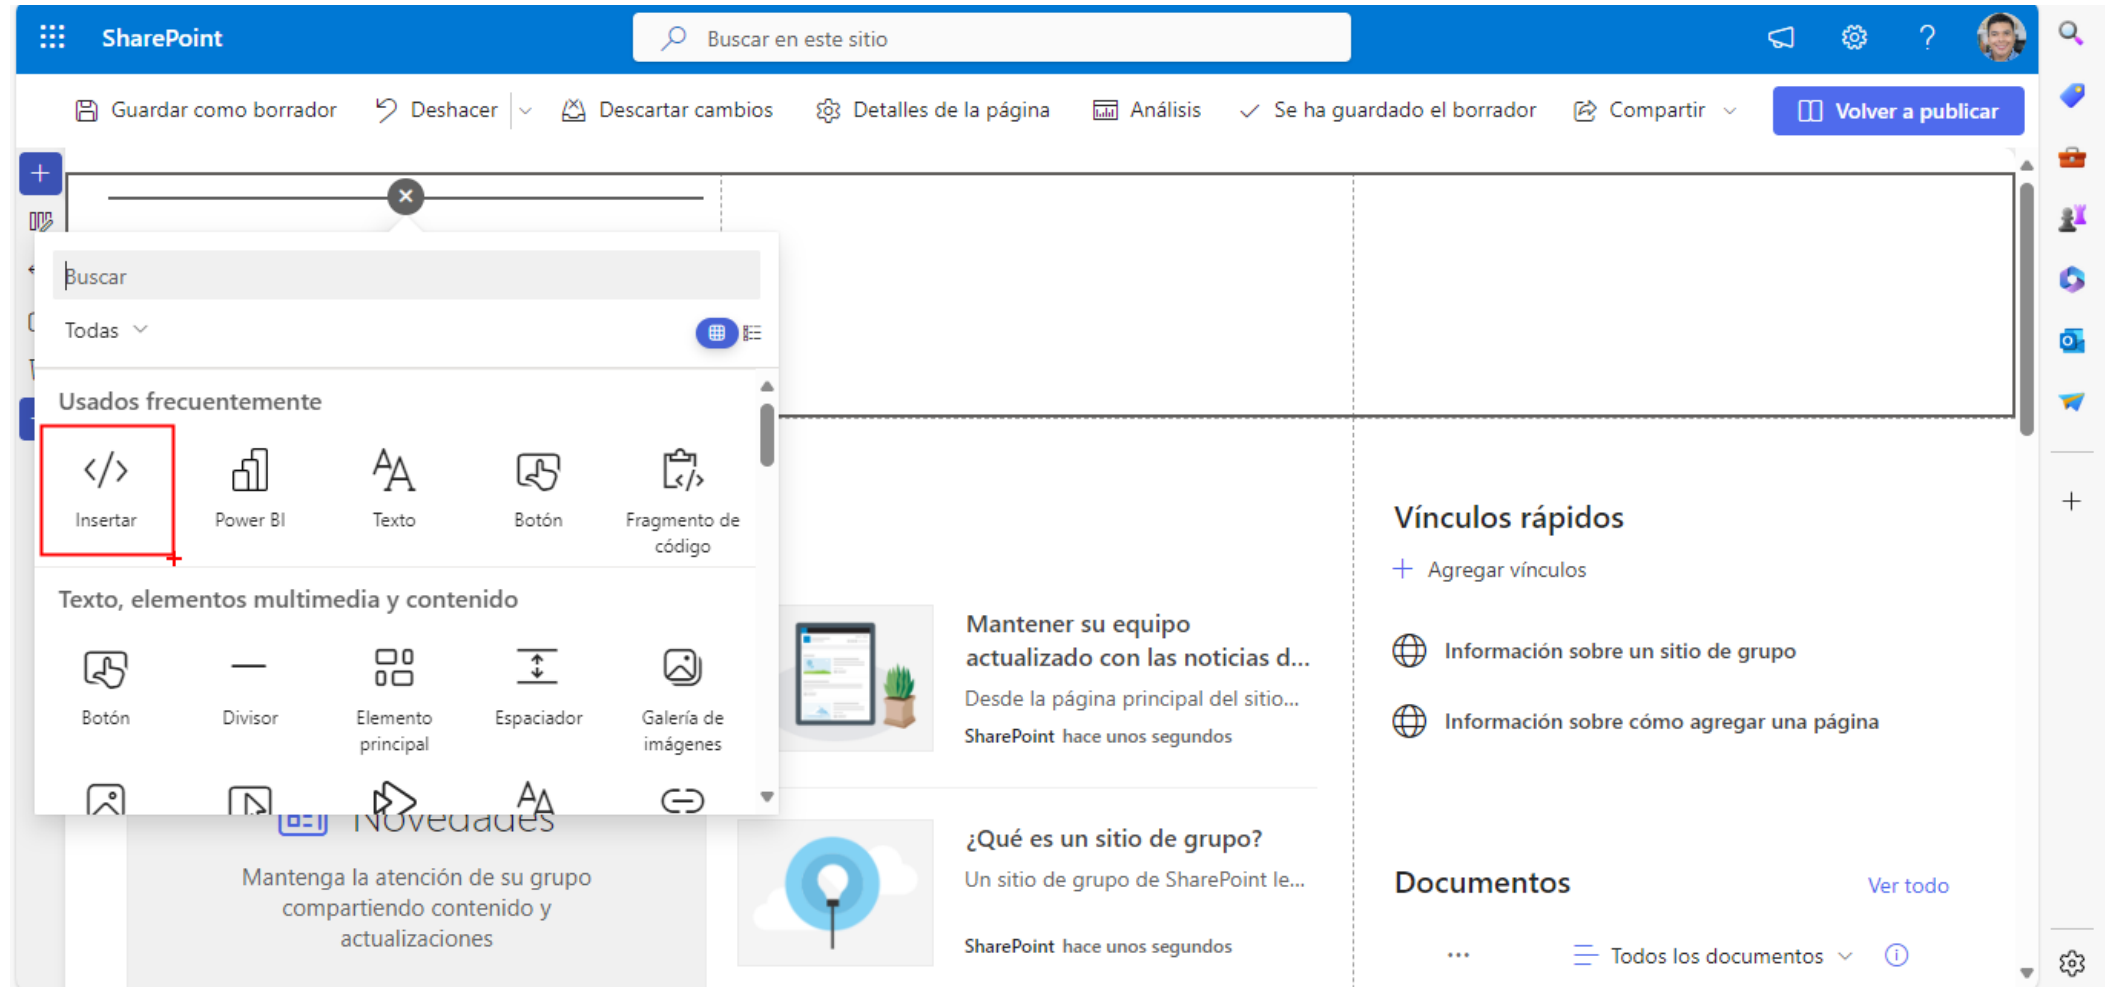 SharePoint
Buscar en este sitio
Guardar como borrador
Deshacer
Descartar cambios
Detalles de la página
Análisis
Se ha guardado el borrador
Compartir
Volver a publicar
Buscar
Todas
Usados frecuentemente
Insertar
Power BI
Texto
Botón
Fragmento de
código
Texto, elementos multimedia y contenido
Botón
Divisor
Elemento
principal
Espaciador
Galería de
imágenes
Novedades
Mantenga la atención de su grupo
compartiendo contenido y
actualizaciones
Mantener su equipo
actualizado con las noticias d...
Desde la página principal del sitio...
SharePoint hace unos segundos
¿Qué es un sitio de grupo?
Un sitio de grupo de SharePoint le...
SharePoint hace unos segundos
Vínculos rápidos
Agregar vínculos
Información sobre un sitio de grupo
Información sobre cómo agregar una página
Documentos
Ver todo
Todos los documentos